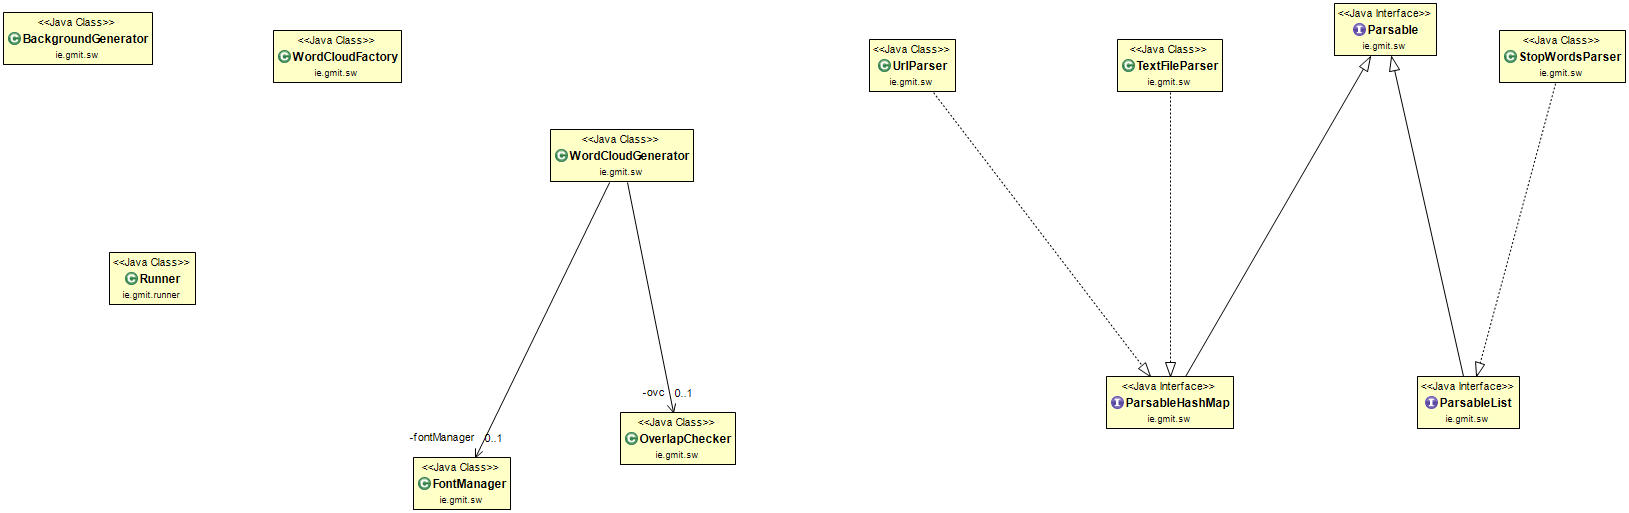 <<Java Class>>
BackgroundGenerator
ie.gmit.sw
<<Java Class>>
WordCloudFactory
ie.gmit.sw
<<Java Class>>
UrlParser
ie.gmit.sw
<<Java Class>>
TextFileParser
ie.gmit.sw
<<Java Interface>>
Parsable
ie.gmit.sw
<<Java Class>>
StopWordsParser
ie.gmit.sw
<<Java Class>>
WordCloudGenerator
ie.gmit.sw
<<Java Class>>
Runner
ie.gmit.runner
-ovc 0..1
-fontManager 0..1
<<Java Class>>
FontManager
ie.gmit.sw
<<Java Class>>
OverlapChecker
ie.gmit.sw
<<Java Interface>>
ParsableHashMap
ie.gmit.sw
<<Java Interface>>
ParsableList
ie.gmit.sw